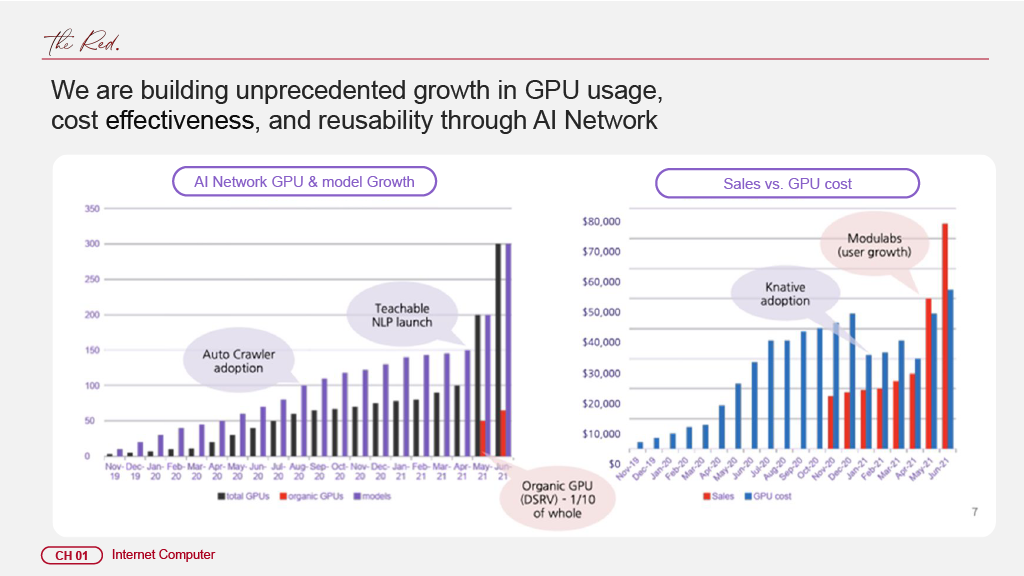 The Red.
We are building unprecedented growth in GPU usage,
cost effectiveness, and reusability through AI Network
AI Network GPU & model Growth
350
300
250
200
150
100
50
0
Auto Crawler
adoption
Teachable
NLP launch
Nov- Dec- Jan- Feb- Mar- Apr- May- Jun- Jul- Aug- Sep- Oct- Nov- Dec- Jan- Feb- Mar- Apr- May- Jun-
19 19 20 20 20 20 20 20 20 20 20 20 20 20 21 21 21 21 21 21
total GPUs organic GPUs models
Organic GPU
(DSRV) - 1/10
of whole
Sales vs. GPU cost
$80,000
$70,000
$60,000
$50,000
$40,000
$30,000
$20,000
$10,000
$0
Modulabs
(user growth)
Knative
adoption
Nov-19 Dec-19 Jan-20 Feb-20 Mar-20 Apr-20 May-20 Jun-20 Jul-20 Aug-20 Sep-20 Oct-20 Nov-20 Dec-20 Jan-21 Feb-21 Mar-21 Apr-21 May-21 Jun-21
Sales GPU cost
7
CH 01 Internet Computer